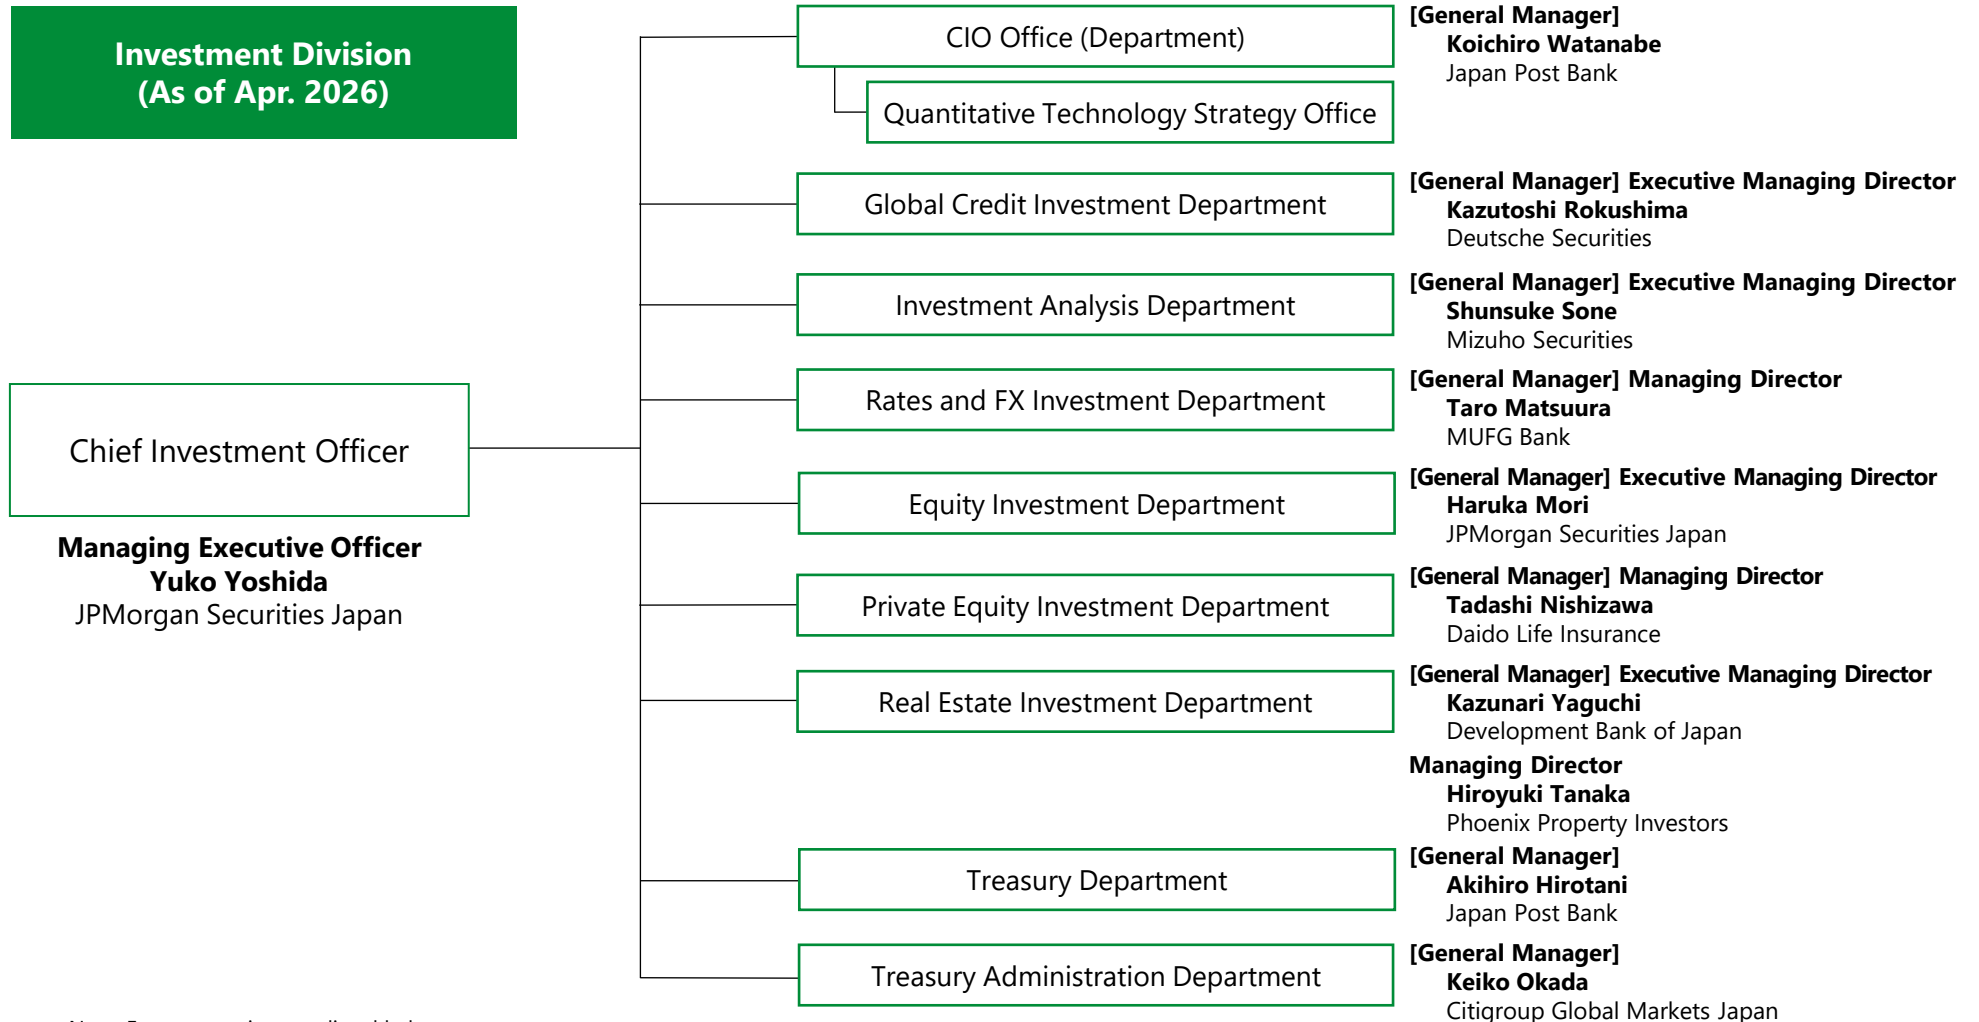 Investment Division
(As of Apr. 2026)
Chief Investment Officer
Managing Executive Officer
Yuko Yoshida
JPMorgan Securities Japan
CIO Office (Department)
[General Manager]
Koichiro Watanabe
Japan Post Bank
Quantitative Technology Strategy Office
Global Credit Investment Department
[General Manager] Executive Managing Director
Kazutoshi Rokushima
Deutsche Securities
Investment Analysis Department
[General Manager] Executive Managing Director
Shunsuke Sone
Mizuho Securities
Rates and FX Investment Department
[General Manager] Managing Director
Taro Matsuura
MUFG Bank
Equity Investment Department
[General Manager] Executive Managing Director
Haruka Mori
JPMorgan Securities Japan
Private Equity Investment Department
[General Manager] Managing Director
Tadashi Nishizawa
Daido Life Insurance
Real Estate Investment Department
[General Manager] Executive Managing Director
Kazunari Yaguchi
Development Bank of Japan
Managing Director
Hiroyuki Tanaka
Phoenix Property Investors
Treasury Department
[General Manager]
Akihiro Hirotani
Japan Post Bank
Treasury Administration Department
[General Manager]
Keiko Okada
Citigroup Global Markets Japan